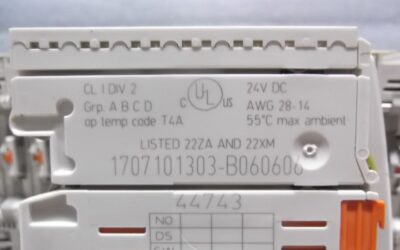 CL I DIV 2
Grp. A B C D
op temp code T4A
C UL US
24V DC
AWG 28-14
55°C max ambient
LISTED 22ZA AND 22XM
1707101303-B060606
44743
NO
DS